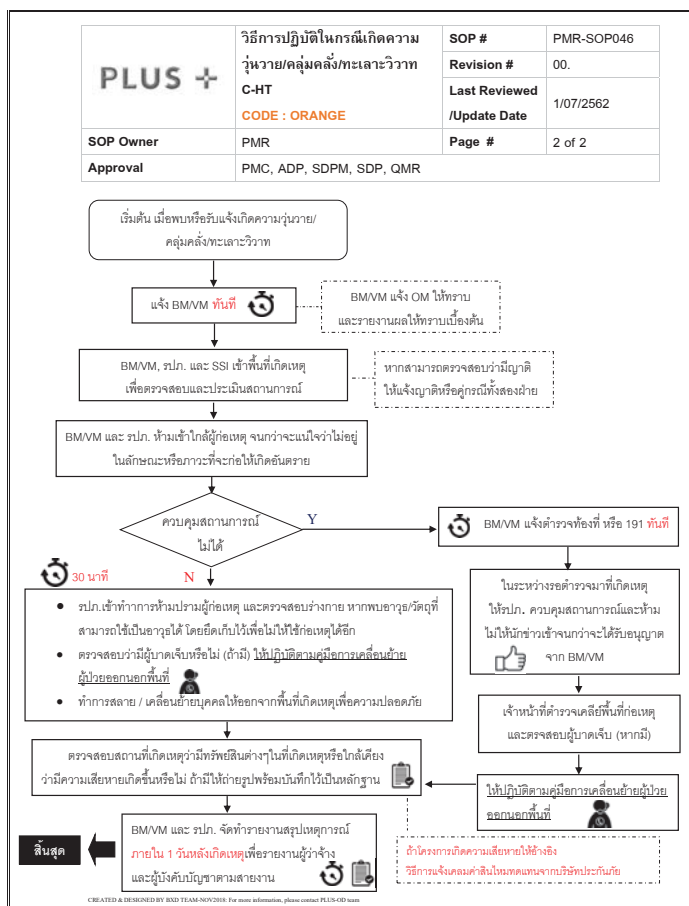 PLUS +
วิธีการปฏิบัติในกรณีเกิดความ
วุ่นวาย/คลุ่มคลั่ง/ทะเลาะวิวาท
C-HT
CODE : ORANGE
SOP #
PMR-SOP046
Revision #
00.
Last Reviewed
/Update Date
1/07/2562
SOP Owner
PMR
Page #
2 of 2
Approval
PMC, ADP, SDPM, SDP, QMR
เริ่มต้น เมื่อพบหรือรับแจ้งเกิดความวุ่นวาย/
คลุ่มคลั่ง/ทะเลาะวิวาท
แจ้ง BM/VM ทันที
BM/VM แจ้ง OM ให้ทราบ
และรายงานผลให้ทราบเบื้องต้น
BM/VM, รปภ. และ SSI เข้าพื้นที่เกิดเหตุ
เพื่อตรวจสอบและประเมินสถานการณ์
หากสามารถตรวจสอบว่ามีญาติ
ให้แจ้งญาติหรือคู่กรณีทั้งสองฝ่าย
BM/VM และ รปภ. ห้ามเข้าใกล้ผู้ก่อเหตุ จนกว่าจะแน่ใจว่าไม่อยู่
ในลักษณะหรือภาวะที่จะก่อให้เกิดอันตราย
ควบคุมสถานการณ์
ไม่ได้
Y
BM/VM แจ้งตำรวจท้องที่ หรือ 191 ทันที
30 นาที
N
• รปภ.เข้าทำาการห้ามปรามผู้ก่อเหตุ และตรวจสอบร่างกาย หากพบอาวุธ/วัตถุที่
สามารถใช้เป็นอาวุธได้ โดยยึดเก็บไว้เพื่อไม่ให้ใช้ก่อเหตุได้อีก
• ตรวจสอบว่ามีผู้บาดเจ็บหรือไม่ (ถ้ามี) ให้ปฏิบัติตามคู่มือการเคลื่อนย้าย
ผู้ป่วยออกนอกพื้นที่
• ทำการสลาย / เคลื่อนย้ายบุคคลให้ออกจากพื้นที่เกิดเหตุเพื่อความปลอดภัย
ในระหว่างรอตำรวจมาที่เกิดเหตุ
ให้รปภ. ควบคุมสถานการณ์และห้าม
ไม่ให้นักข่าวเข้าจนกว่าจะได้รับอนุญาต
จาก BM/VM
เจ้าหน้าที่ตำรวจเคลียร์พื้นที่ก่อเหตุ
และตรวจสอบผู้บาดเจ็บ (หากมี)
ให้ปฏิบัติตามคู่มือการเคลื่อนย้ายผู้ป่วย
ออกนอกพื้นที่
ตรวจสอบสถานที่เกิดเหตุว่ามีทรัพย์สินต่างๆในที่เกิดเหตุหรือใกล้เคียง
ว่ามีความเสียหายเกิดขึ้นหรือไม่ ถ้ามีให้ถ่ายรูปพร้อมบันทึกไว้เป็นหลักฐาน
BM/VM และ รปภ. จัดทำรายงานสรุปเหตุการณ์
ภายใน 1 วันหลังเกิดเหตุเพื่อรายงานผู้ว่าจ้าง
และผู้บังคับบัญชาตามสายงาน
สิ้นสุด
ถ้าโครงการเกิดความเสียหายให้อ้างอิง
วิธีการแจ้งเคลมค่าสินไหมทดแทนจากบริษัทประกันภัย
CREATED & DESIGNED BY BXD TEAM-NOV2018: For more information, please contact PLUS-OD team